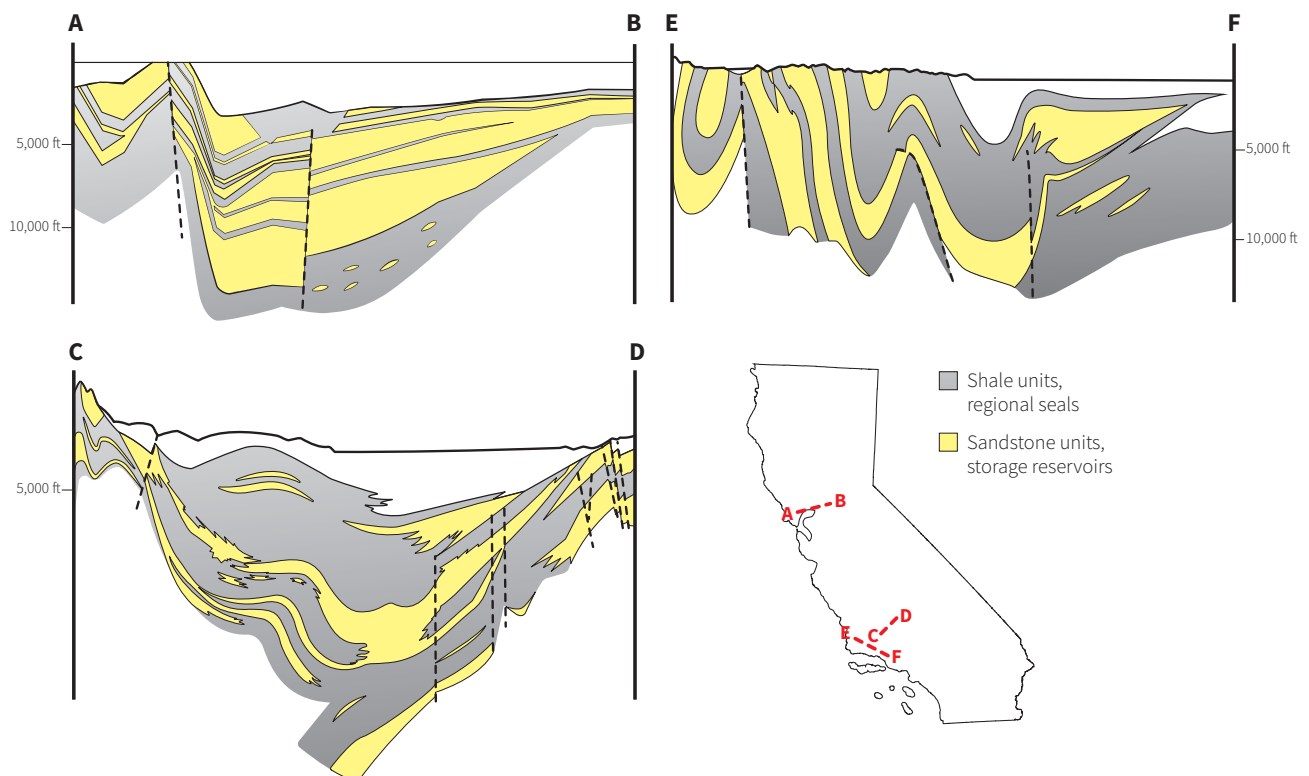 A
B
5,000 ft
10,000 ft
E
F
5,000 ft
10,000 ft
C
D
5,000 ft
Shale units,
regional seals
Sandstone units,
storage reservoirs
A
B
E
C
D
F